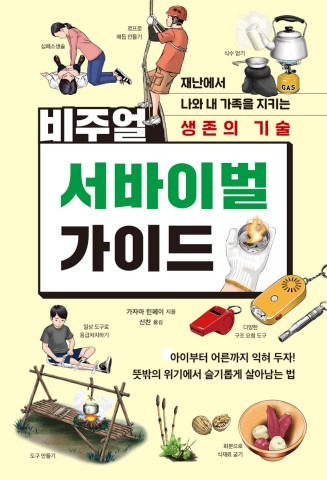 심폐소생술
로프로
매듭 만들기
식수 얻기
GAS
재난에서
나와 내 가족을 지키는
생존의 기술
비주얼
서바이벌
가이드
가자마 린페이 지음
신찬 옮김
일상 도구로
응급처치하기
다양한
구조 요청 도구
아이부터 어른까지 익혀 두자!
뜻밖의 위기에서 슬기롭게 살아남는 법
도구 만들기
화분으로
식재료 굽기